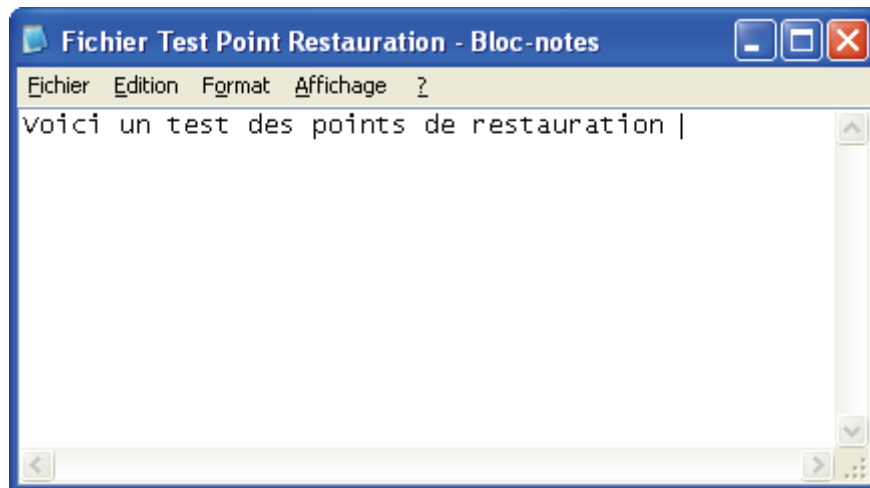 Fichier Test Point Restauration - Bloc-notes
Fichier Edition Format Affichage ?
Voici un test des points de restauration